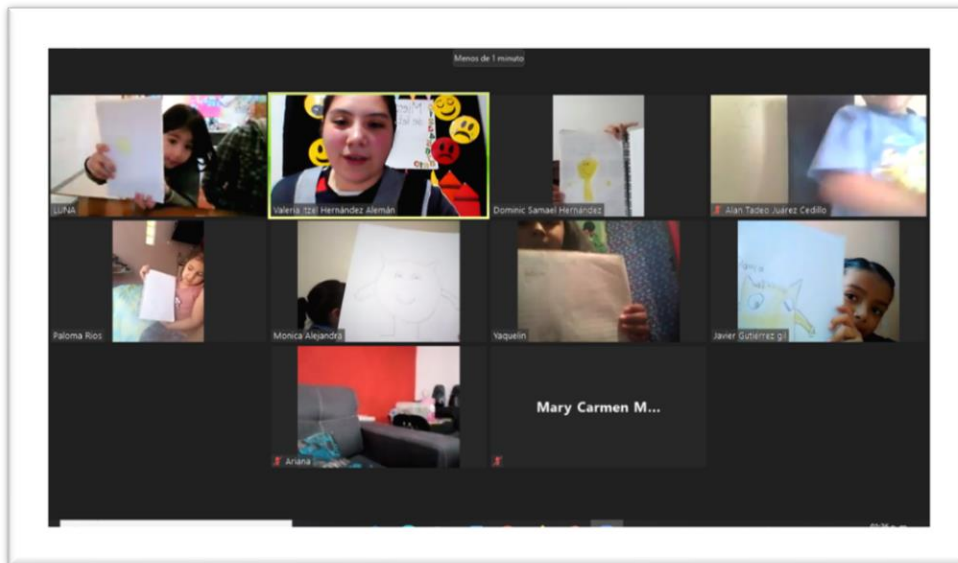 Menos de 1 minuto
LUNA
Valeria Itzel Hernández Alemán
Dominic Samael Hernandez
Alan Tadeo Juárez Cedillo
Paloma Rios
Monica Alejandra
Yaquelin
Javier Gutierrez gil
Ariana
Mary Carmen M...